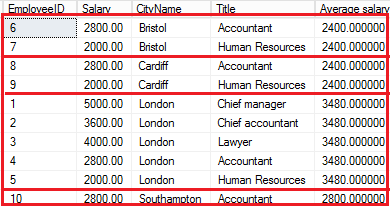 EmployeeID Salary CityName Title Average salary
6 2800.00 Bristol Accountant 2400.000000
7 2000.00 Bristol Human Resources 2400.000000
8 2800.00 Cardiff Accountant 2400.000000
9 2000.00 Cardiff Human Resources 2400.000000
1 5000.00 London Chief manager 3480.000000
2 3600.00 London Chief accountant 3480.000000
3 4000.00 London Lawyer 3480.000000
4 2800.00 London Accountant 3480.000000
5 2000.00 London Human Resources 3480.000000
10 2800.00 Southampton Accountant 2800.000000